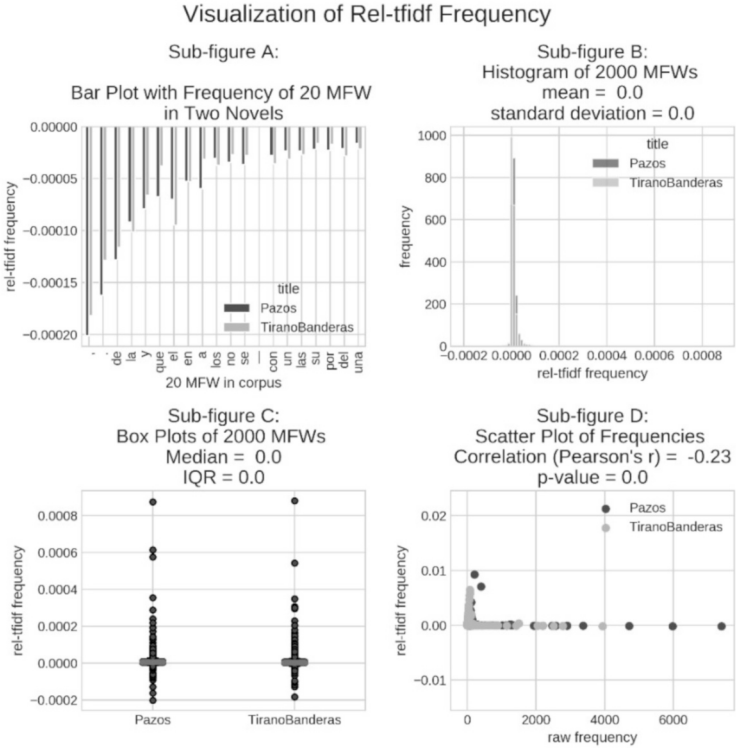 Visualization of Rel-tfidf Frequency
Sub-figure A:
Bar Plot with Frequency of 20 MFW
in Two Novels
0.00000
−0.00005
−0.00010
−0.00015
−0.00020
rel-tfidf frequency
title
Pazos
TiranoBanderas
, . de la y que el en a los no se — con un las su por del una
20 MFW in corpus
Sub-figure B:
Histogram of 2000 MFWs
mean = 0.0
standard deviation = 0.0
1000
800
600
400
200
0
frequency
title
Pazos
TiranoBanderas
−0.0002 0.0000 0.0002 0.0004 0.0006 0.0008
rel-tfidf frequency
Sub-figure C:
Box Plots of 2000 MFWs
Median = 0.0
IQR = 0.0
0.0008
0.0006
0.0004
0.0002
0.0000
−0.0002
rel-tfidf frequency
Pazos TiranoBanderas
Sub-figure D:
Scatter Plot of Frequencies
Correlation (Pearson's r) = -0.23
p-value = 0.0
0.02
0.01
0.00
−0.01
rel-tfidf frequency
Pazos
TiranoBanderas
0 2000 4000 6000
raw frequency